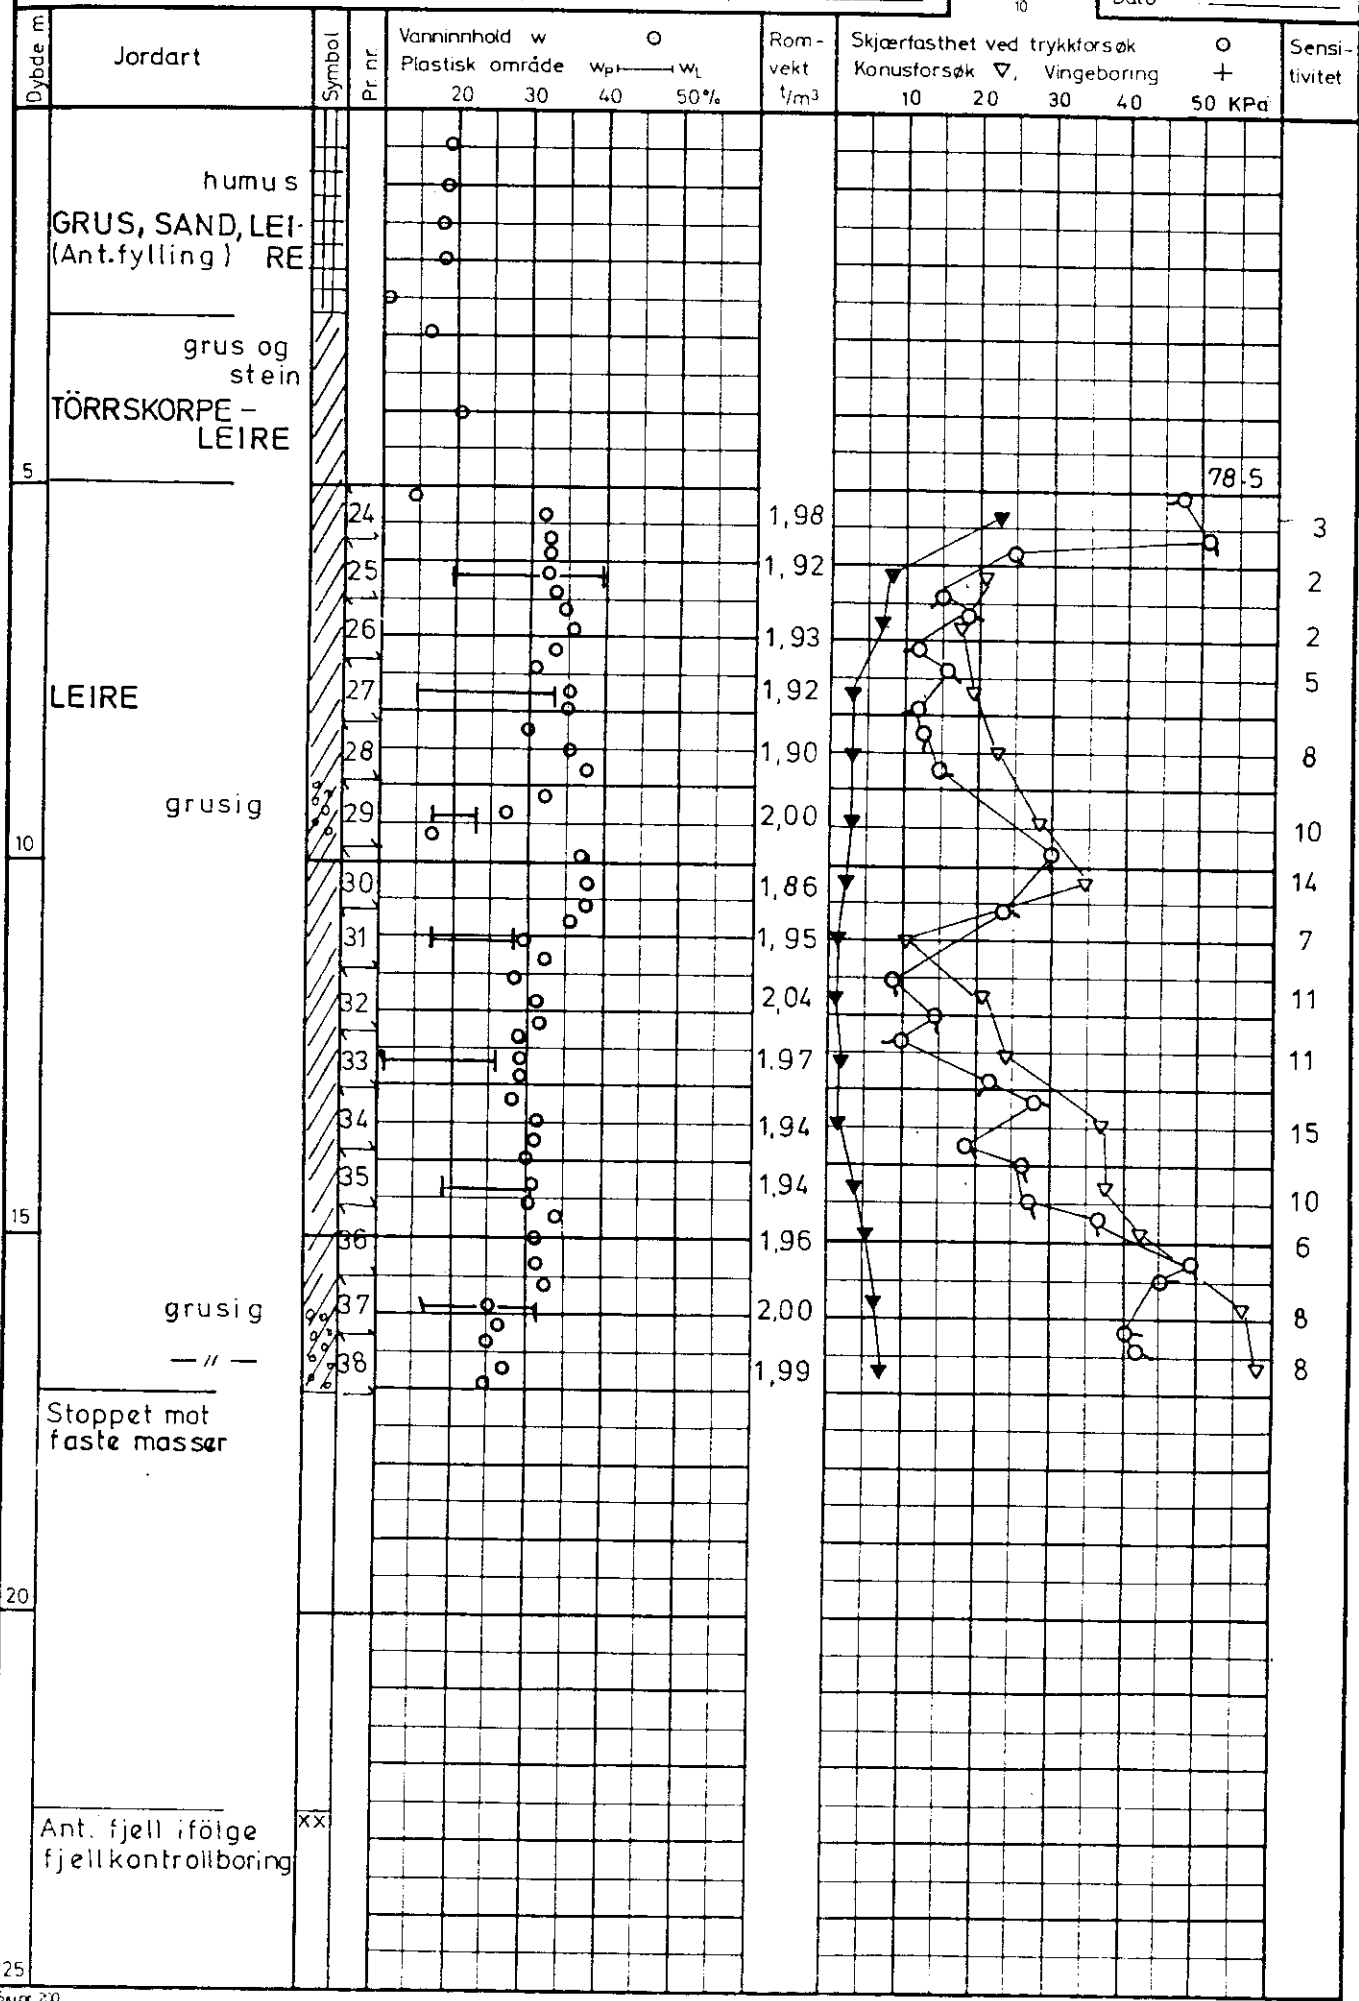 10
Dato
Dybde m
Jordart
Symbol
Pr. nr.
Vanninnhold w
Plastisk område wP wL
20 30 40 50%
Rom-
vekt
t/m³
Skjærfasthet ved trykkforsøk
Konusforsøk ▽, Vingeboring +
10 20 30 40 50 KPa
Sensi-
tivitet
humus
GRUS, SAND, LEI-
(Ant.fylling) RE
grus og
stein
TÖRRSKORPE -
LEIRE
5
78.5
24 1,98 3
25 1,92 2
26 1,93 2
LEIRE 27 1,92 5
28 1,90 8
grusig 29 2,00 10
10
30 1,86 14
31 1,95 7
32 2,04 11
33 1.97 11
34 1,94 15
35 1,94 10
15
36 1,96 6
grusig 37 2,00 8
— " — 38 1,99 8
Stoppet mot
faste masser
20
Ant. fjell ifölge xx
fjellkontrollboring
25